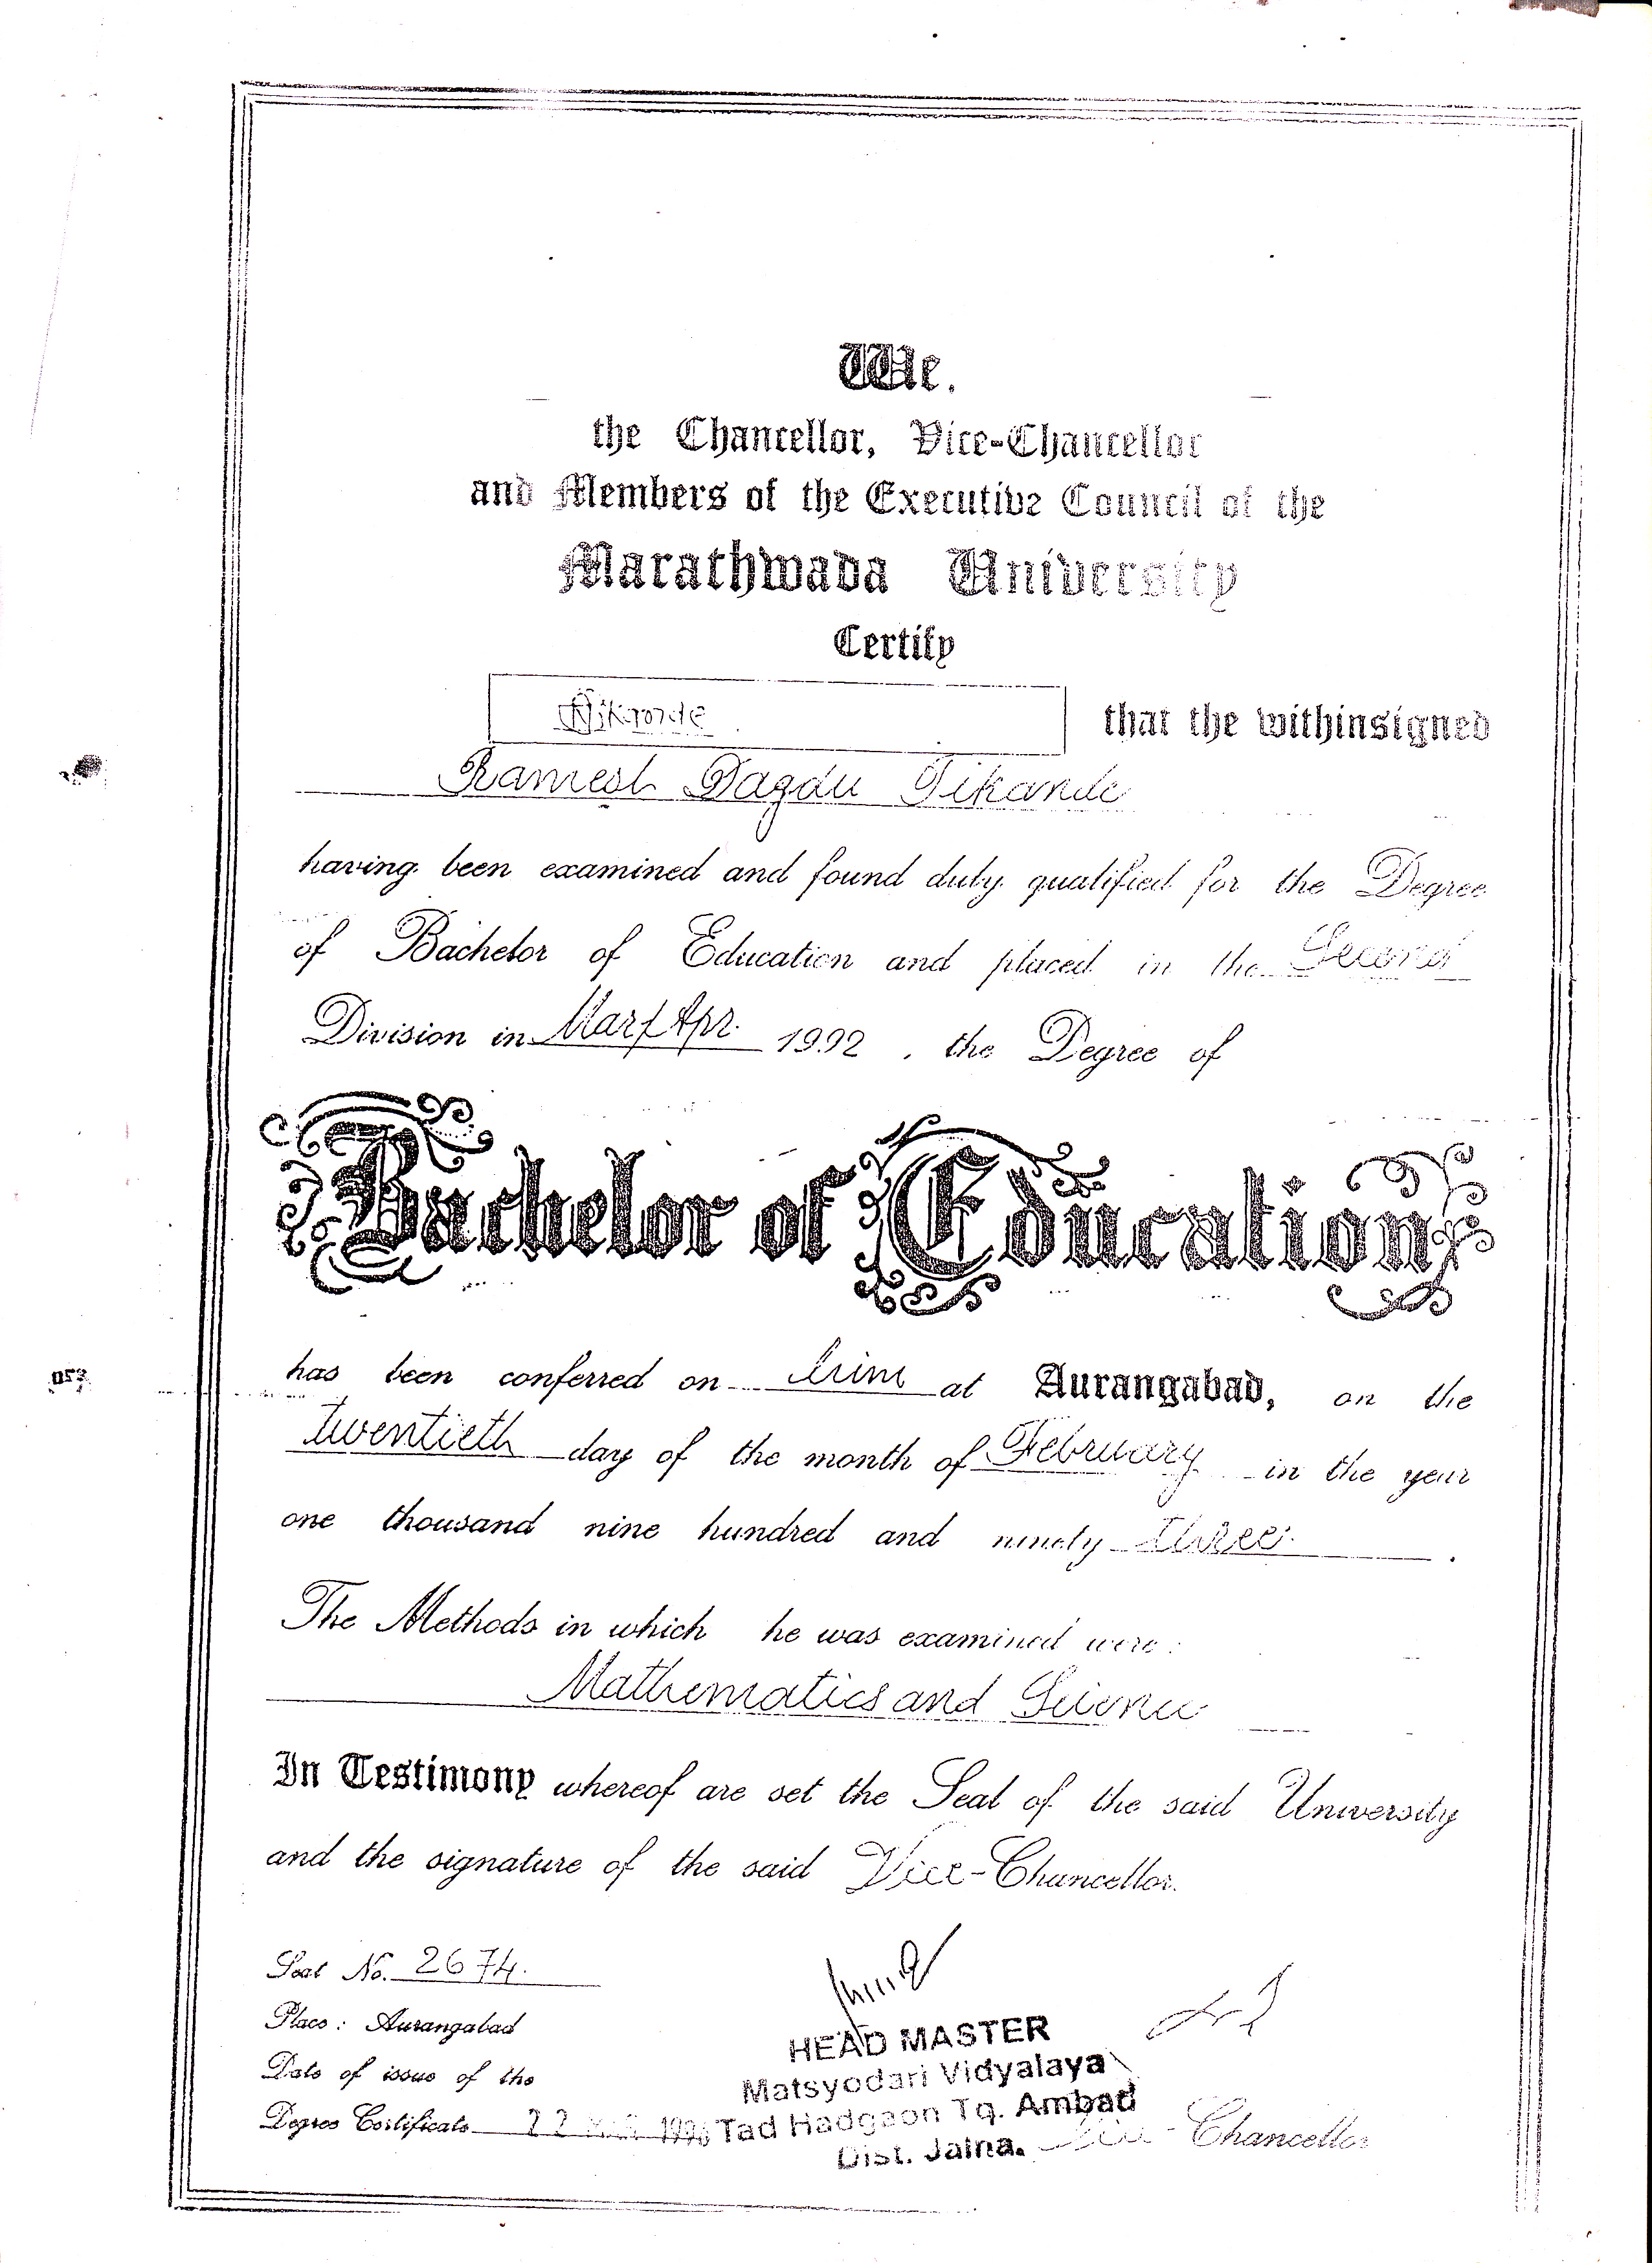 We,
the Chancellor, Vice-Chancellor
and Members of the Executive Council of the
Marathwada University
Certify
that the withinsigned
Ramesh Dagdu Tikande
having been examined and found duly qualified for the Degree
of Bachelor of Education and placed in the Second
Division in Mar/Apr. 1992, the Degree of
Bachelor of Education
has been conferred on him at Aurangabad, on the
twentieth day of the month of February in the year
one thousand nine hundred and ninety three.
The Methods in which he was examined were:
Mathematics and Science
In Testimony whereof are set the Seal of the said University
and the signature of the said Vice-Chancellor.
Seat No. 2674.
Place: Aurangabad
Date of issue of the
Degree Certificate 22
HEAD MASTER
Matsyodari Vidyalaya
Tad Hadgaon Tq. Ambad
Dist. Jalna.
Vice-Chancellor